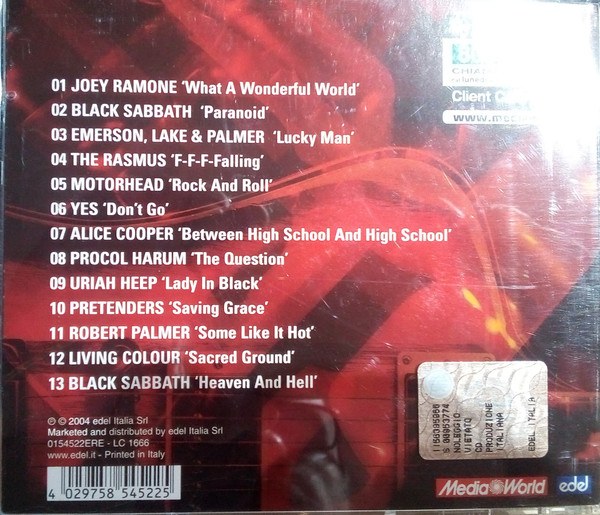 01 JOEY RAMONE 'What A Wonderful World'
02 BLACK SABBATH 'Paranoid'
03 EMERSON, LAKE & PALMER 'Lucky Man'
04 THE RASMUS 'F-F-F-Falling'
05 MOTORHEAD 'Rock And Roll'
06 YES 'Don't Go'
07 ALICE COOPER 'Between High School And High School'
08 PROCOL HARUM 'The Question'
09 URIAH HEEP 'Lady In Black'
10 PRETENDERS 'Saving Grace'
11 ROBERT PALMER 'Some Like It Hot'
12 LIVING COLOUR 'Sacred Ground'
13 BLACK SABBATH 'Heaven And Hell'
℗ © 2004 edel Italia Srl
Marketed and distributed by edel Italia Srl
0154522ERE - LC 1666
www.edel.it - Printed in Italy
4 029758 545225
Client
NOLEGGIO
VIETATO
CD
PRODUZIONE
ITALIANA
EDEL ITALIA
Media World
edel